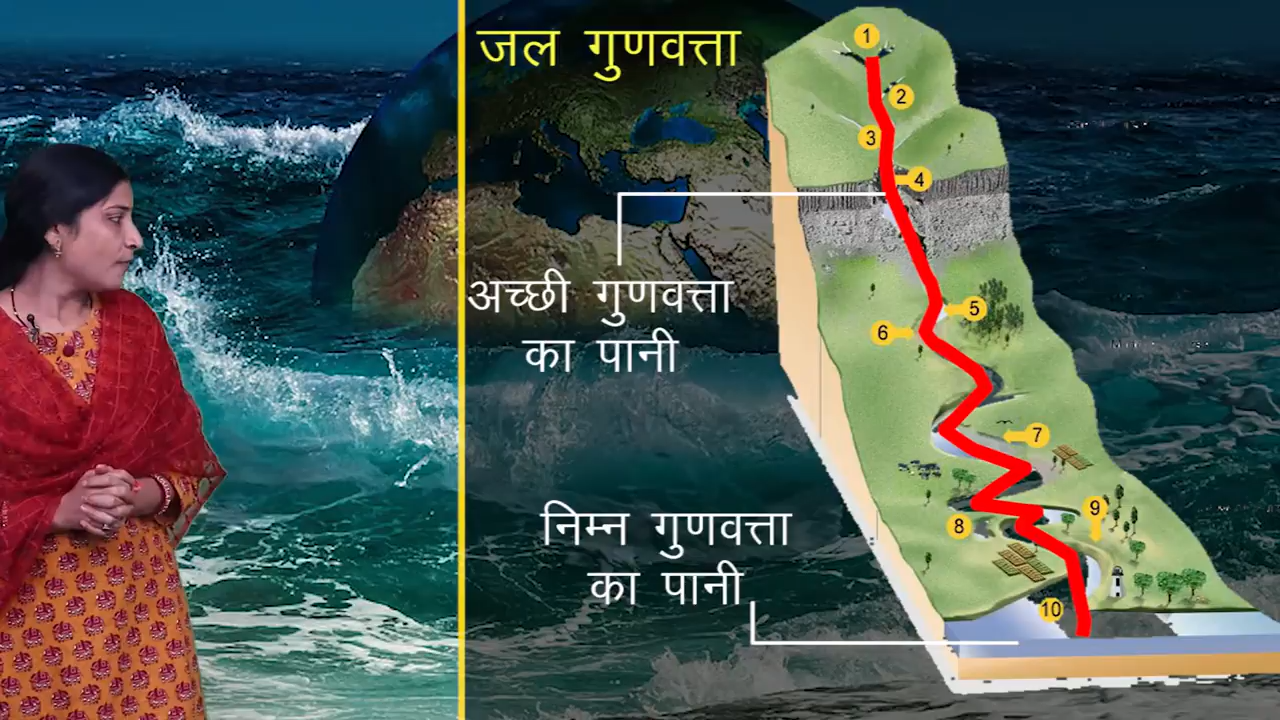 जल गुणवत्ता
1
2
3
4
अच्छी गुणवत्ता
का पानी
5
6
7
निम्न गुणवत्ता
का पानी
8
9
10